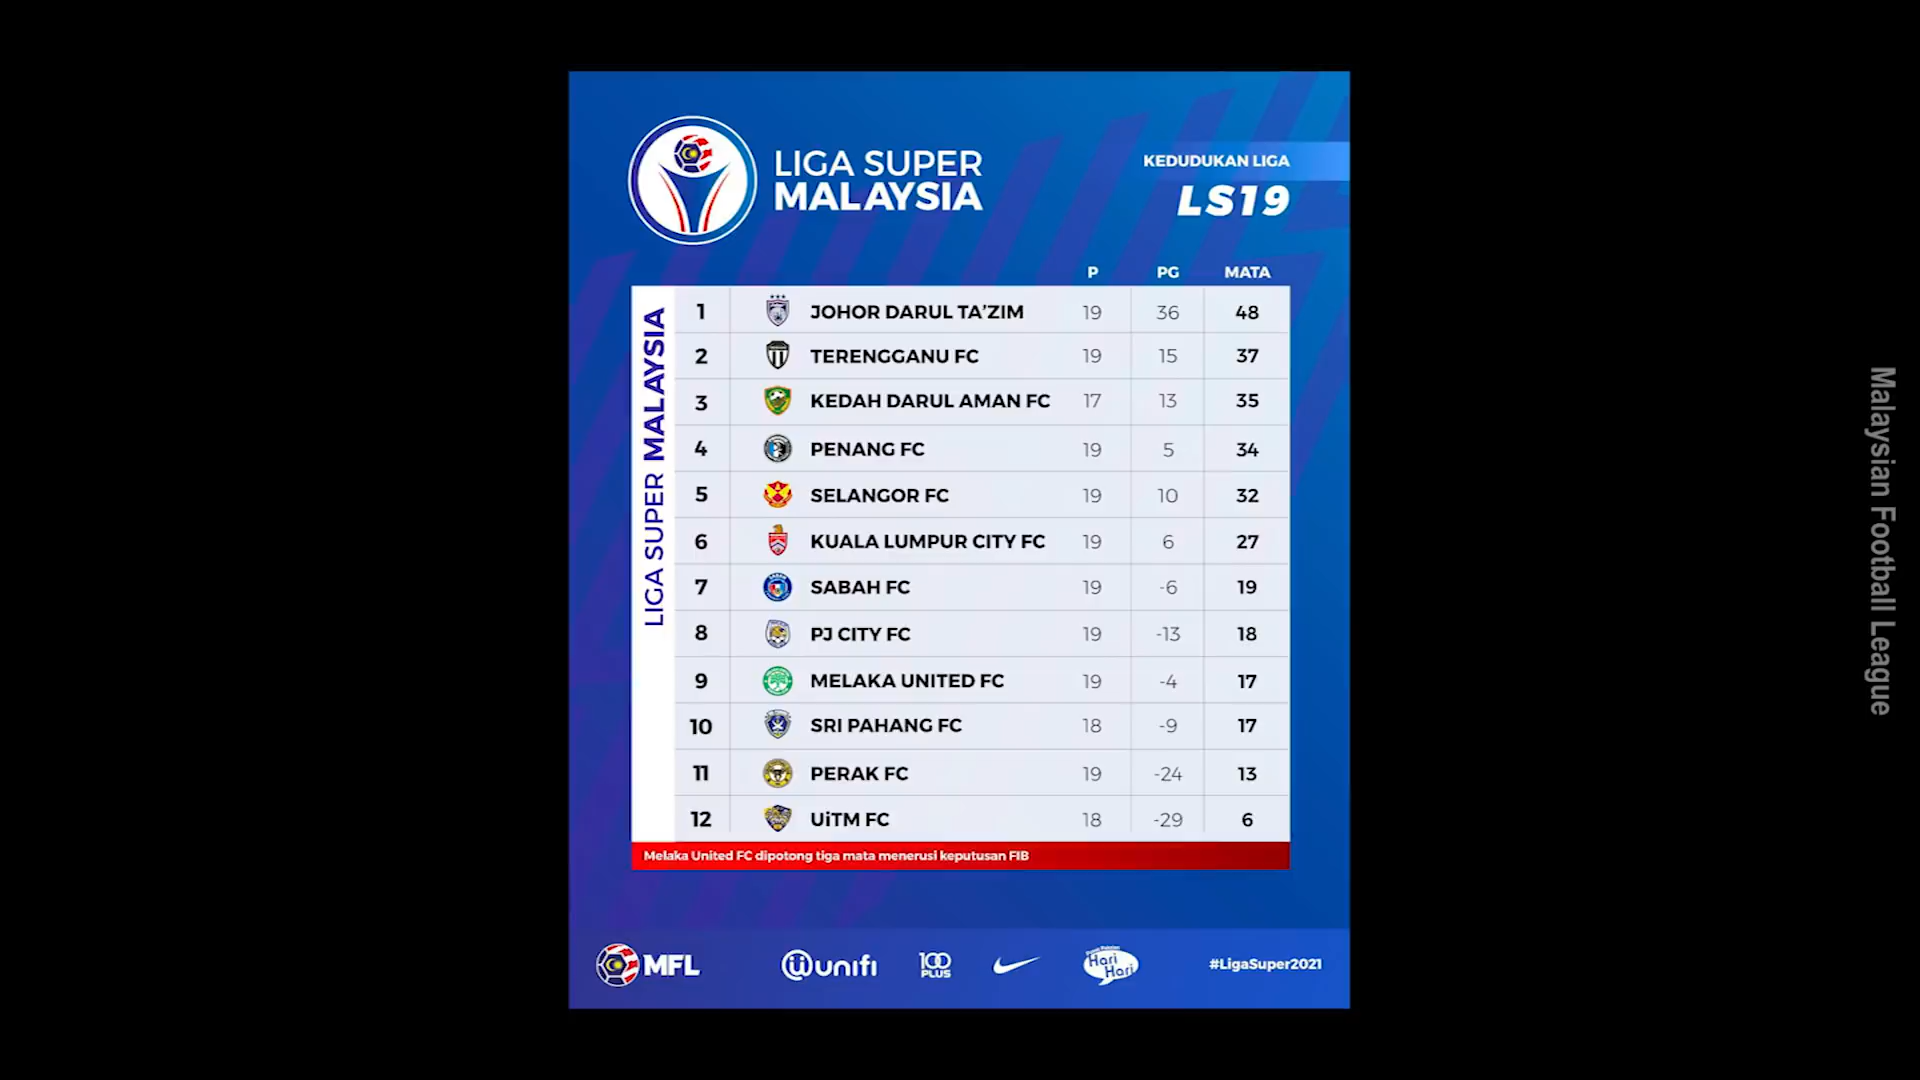 LIGA SUPER
MALAYSIA
KEDUDUKAN LIGA
LS19
P PG MATA
LIGA SUPER MALAYSIA
1 JOHOR DARUL TA’ZIM 19 36 48
2 TERENGGANU FC 19 15 37
3 KEDAH DARUL AMAN FC 17 13 35
4 PENANG FC 19 5 34
5 SELANGOR FC 19 10 32
6 KUALA LUMPUR CITY FC 19 6 27
7 SABAH FC 19 -6 19
8 PJ CITY FC 19 -13 18
9 MELAKA UNITED FC 19 -4 17
10 SRI PAHANG FC 18 -9 17
11 PERAK FC 19 -24 13
12 UiTM FC 18 -29 6
Melaka United FC dipotong tiga mata menerusi keputusan FIB
MFL
unifi
100
PLUS
Hari
Hari
#LigaSuper2021
Malaysian Football League